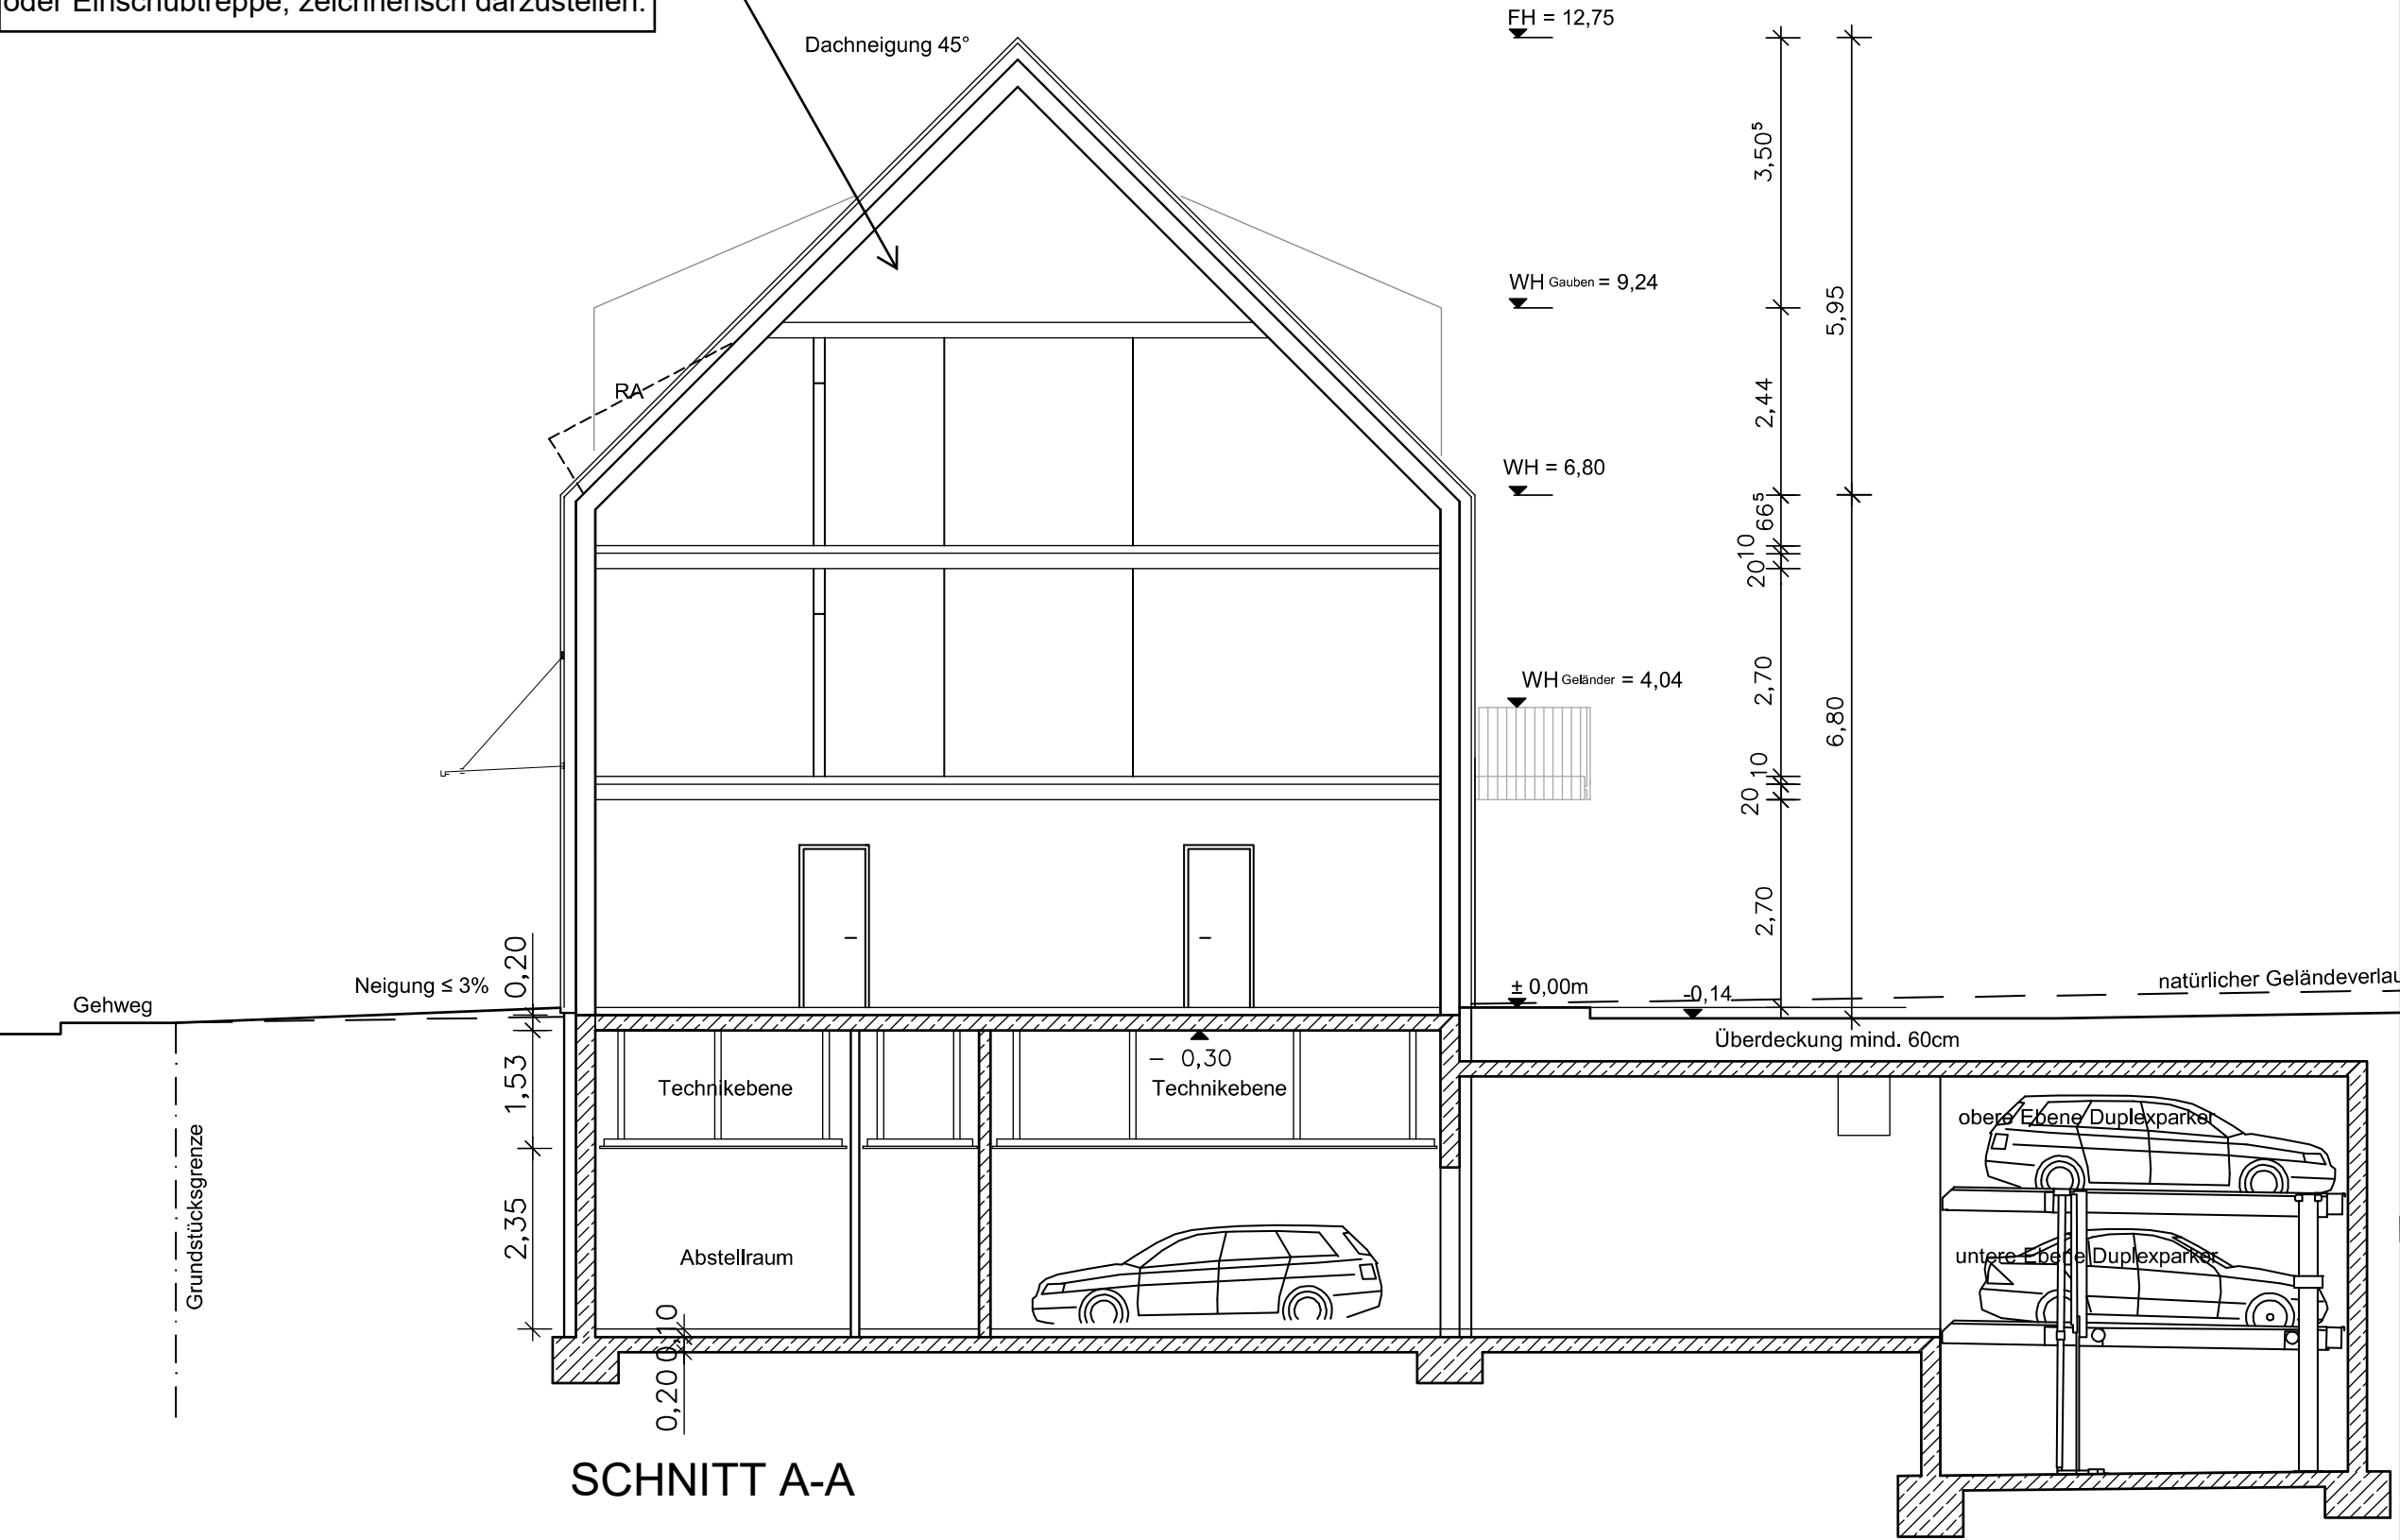 oder Einschubtreppe, zeichnerisch darzustellen.
Dachneigung 45°
FH = 12,75
3,50⁵
WH Gauben = 9,24
5,95
RA
2,44
WH = 6,80
66⁵
10
20
WH Geländer = 4,04
2,70
6,80
10
20
2,70
0,20
Neigung ≤ 3%
Gehweg
± 0,00m
-0,14
natürlicher Geländeverlau
Überdeckung mind. 60cm
– 0,30
1,53
Technikebene
Technikebene
obere Ebene Duplexparker
Grundstücksgrenze
2,35
Abstellraum
untere Ebene Duplexparker
0,10
0,20
SCHNITT A-A